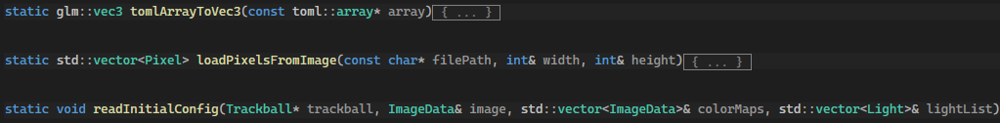 static glm::vec3 tomlArrayToVec3(const toml::array* array){ ... }
static std::vector<Pixel> loadPixelsFromImage(const char* filePath, int& width, int& height){ ... }
static void readInitialConfig(Trackball* trackball, ImageData& image, std::vector<ImageData>& colorMaps, std::vector<Light>& lightList)